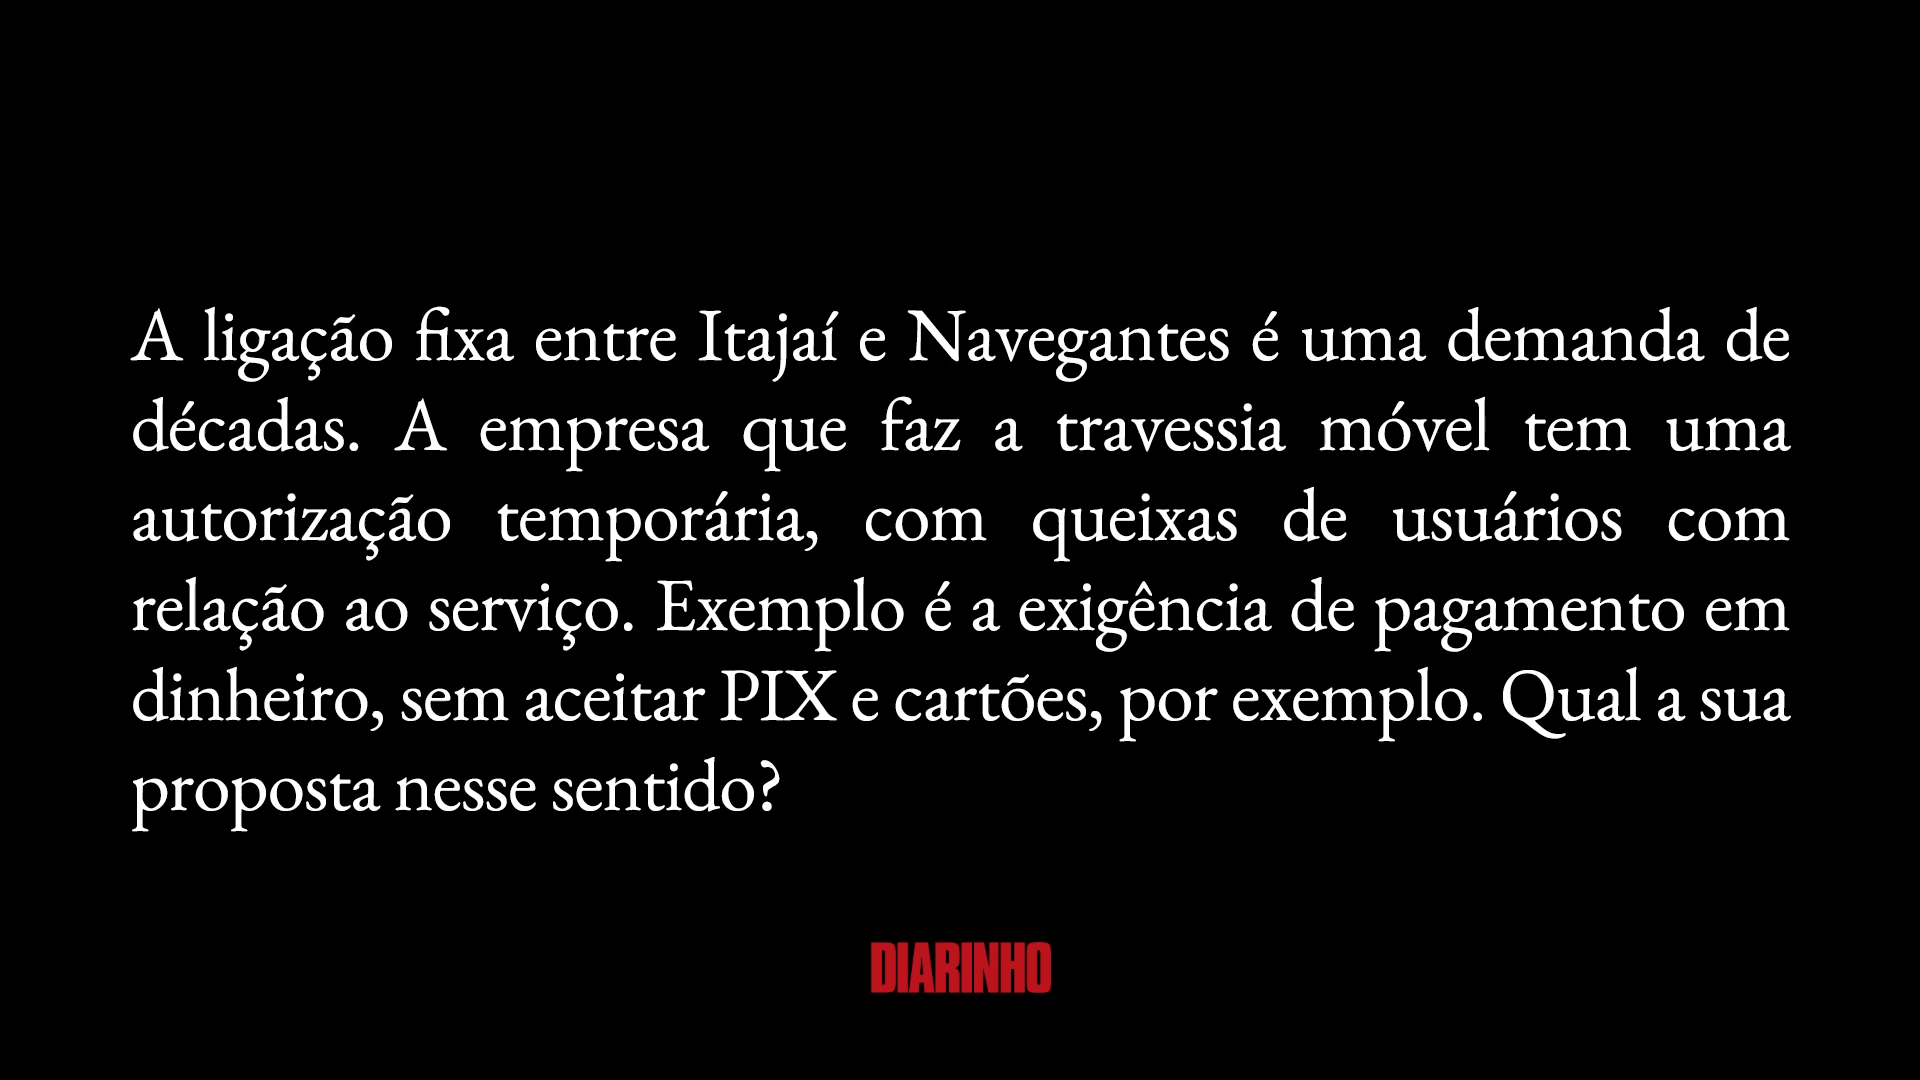 A ligação fixa entre Itajaí e Navegantes é uma demanda de
décadas. A empresa que faz a travessia móvel tem uma
autorização temporária, com queixas de usuários com
relação ao serviço. Exemplo é a exigência de pagamento em
dinheiro, sem aceitar PIX e cartões, por exemplo. Qual a sua
proposta nesse sentido?
DIARINHO